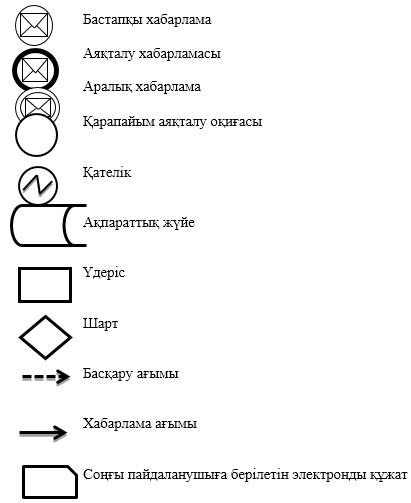 Бастапқы хабарлама
Аяқталу хабарламасы
Аралық хабарлама
Қарапайым аяқталу оқиғасы
Қателік
Ақпараттық жүйе
Үдеріс
Шарт
Басқару ағымы
Хабарлама ағымы
Соңғы пайдаланушыға берілетін электронды құжат